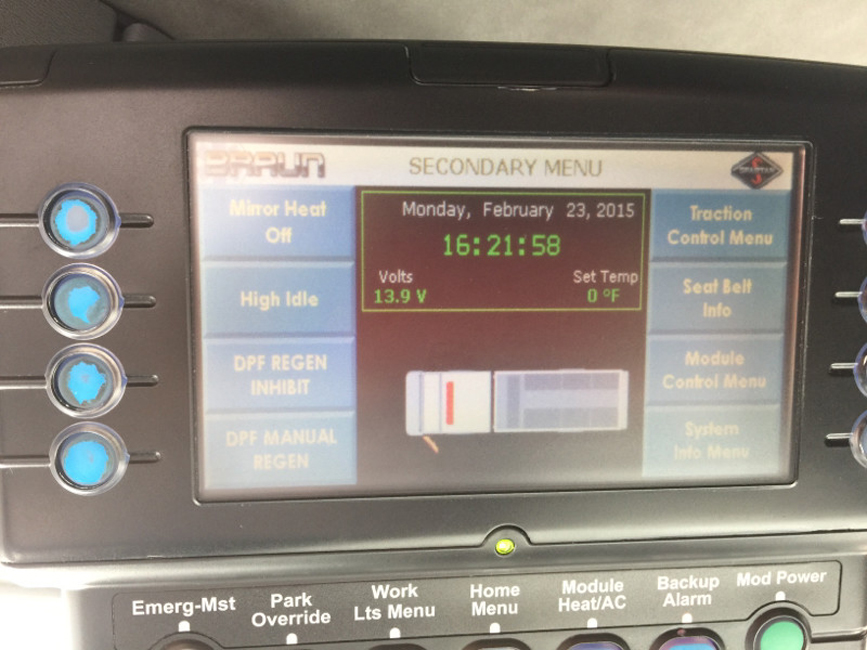 BRAUN
SECONDARY MENU
SPARTAN
Mirror Heat
Off
High Idle
DPF REGEN
INHIBIT
DPF MANUAL
REGEN
Monday, February 23, 2015
16:21:58
Volts
Set Temp
13.9 V
0 °F
Traction
Control Menu
Seat Belt
Info
Module
Control Menu
System
Info Menu
Emerg-Mst
Park
Override
Work
Lts Menu
Home
Menu
Module
Heat/AC
Backup
Alarm
Mod Power